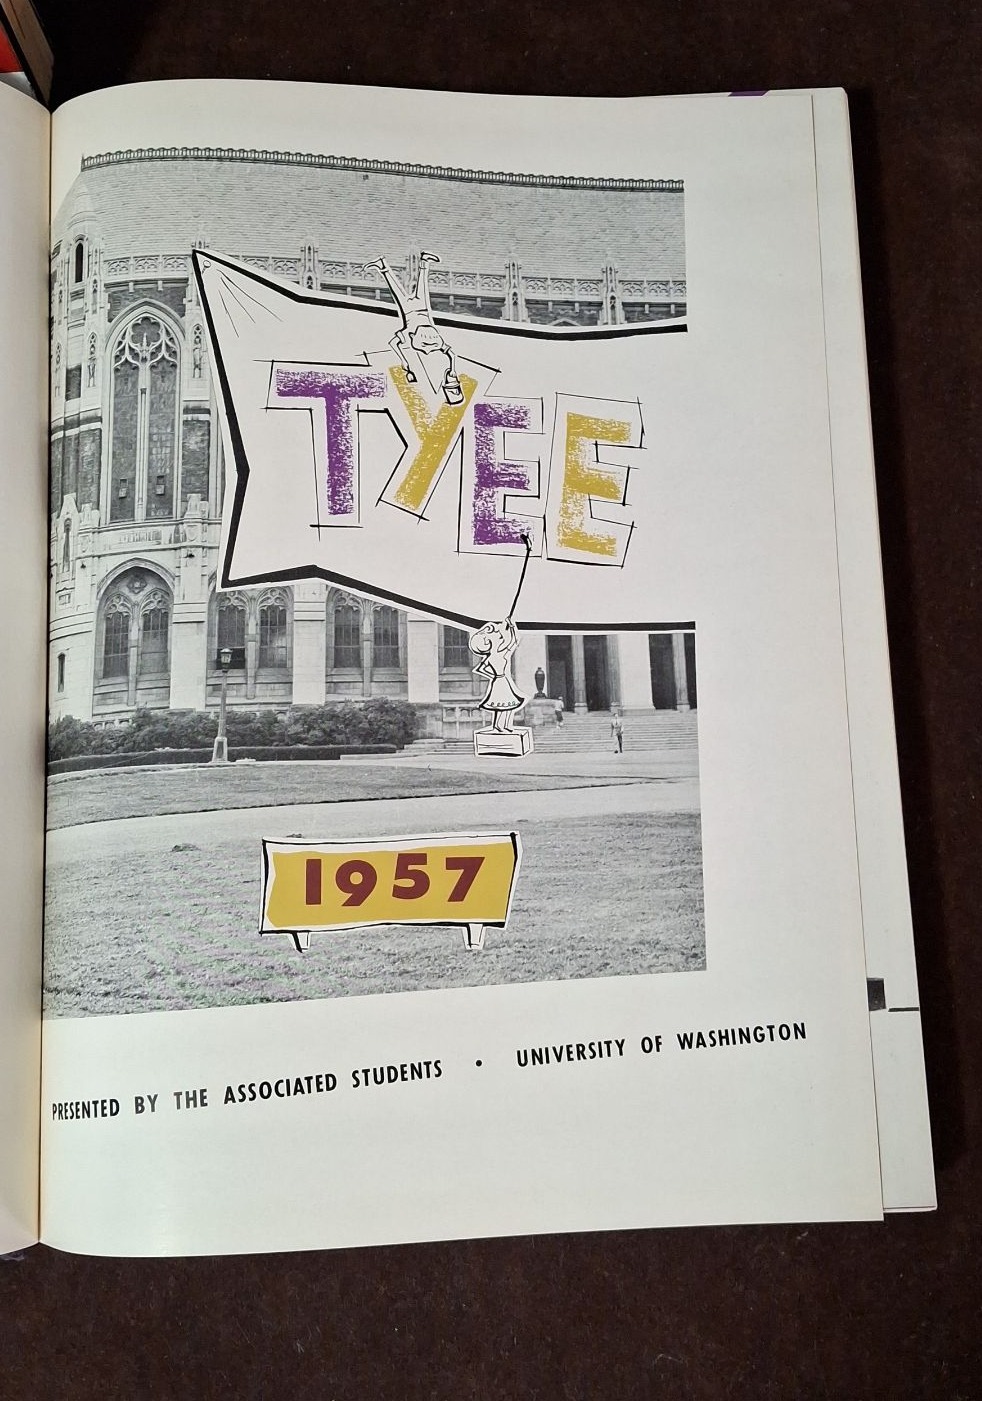 TYEE
1957
PRESENTED BY THE ASSOCIATED STUDENTS • UNIVERSITY OF WASHINGTON